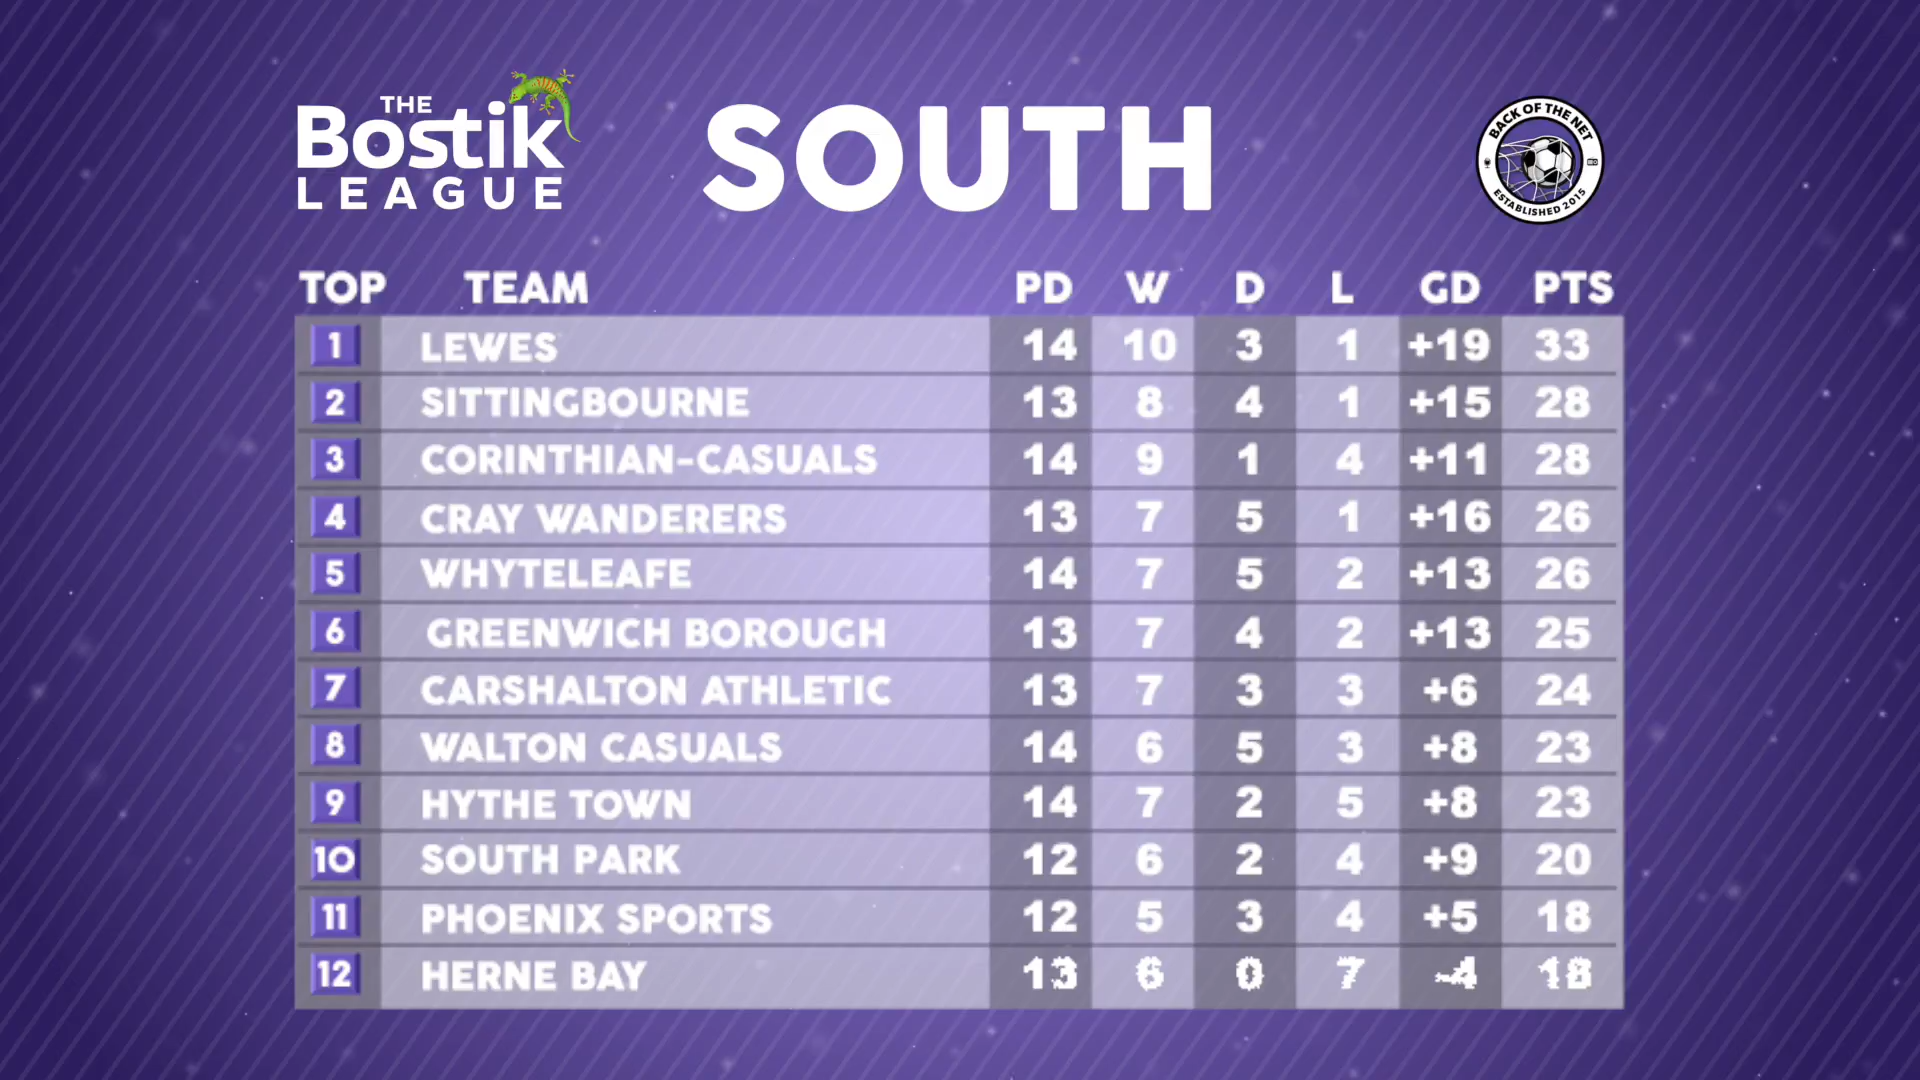 THE
Bostik
LEAGUE
SOUTH
BACK OF THE NET
ESTABLISHED 2015
TOP TEAM PD W D L GD PTS
1 LEWES 14 10 3 1 +19 33
2 SITTINGBOURNE 13 8 4 1 +15 28
3 CORINTHIAN-CASUALS 14 9 1 4 +11 28
4 CRAY WANDERERS 13 7 5 1 +16 26
5 WHYTELEAFE 14 7 5 2 +13 26
6 GREENWICH BOROUGH 13 7 4 2 +13 25
7 CARSHALTON ATHLETIC 13 7 3 3 +6 24
8 WALTON CASUALS 14 6 5 3 +8 23
9 HYTHE TOWN 14 7 2 5 +8 23
10 SOUTH PARK 12 6 2 4 +9 20
11 PHOENIX SPORTS 12 5 3 4 +5 18
12 HERNE BAY 13 6 0 7 -4 18